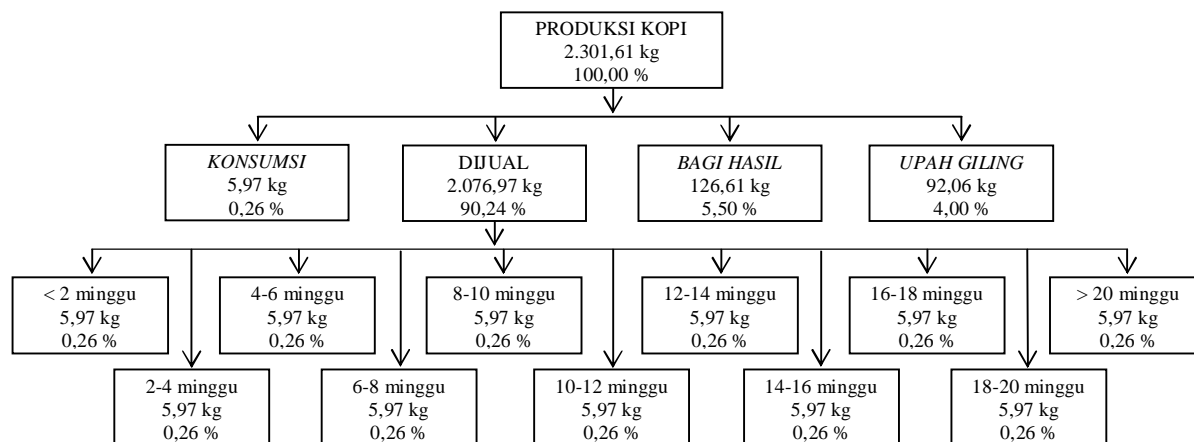 PRODUKSI KOPI
2.301,61 kg
100,00 %
KONSUMSI
5,97 kg
0,26 %
DIJUAL
2.076,97 kg
90,24 %
BAGI HASIL
126,61 kg
5,50 %
UPAH GILING
92,06 kg
4,00 %
< 2 minggu
5,97 kg
0,26 %
4-6 minggu
5,97 kg
0,26 %
8-10 minggu
5,97 kg
0,26 %
12-14 minggu
5,97 kg
0,26 %
16-18 minggu
5,97 kg
0,26 %
> 20 minggu
5,97 kg
0,26 %
2-4 minggu
5,97 kg
0,26 %
6-8 minggu
5,97 kg
0,26 %
10-12 minggu
5,97 kg
0,26 %
14-16 minggu
5,97 kg
0,26 %
18-20 minggu
5,97 kg
0,26 %